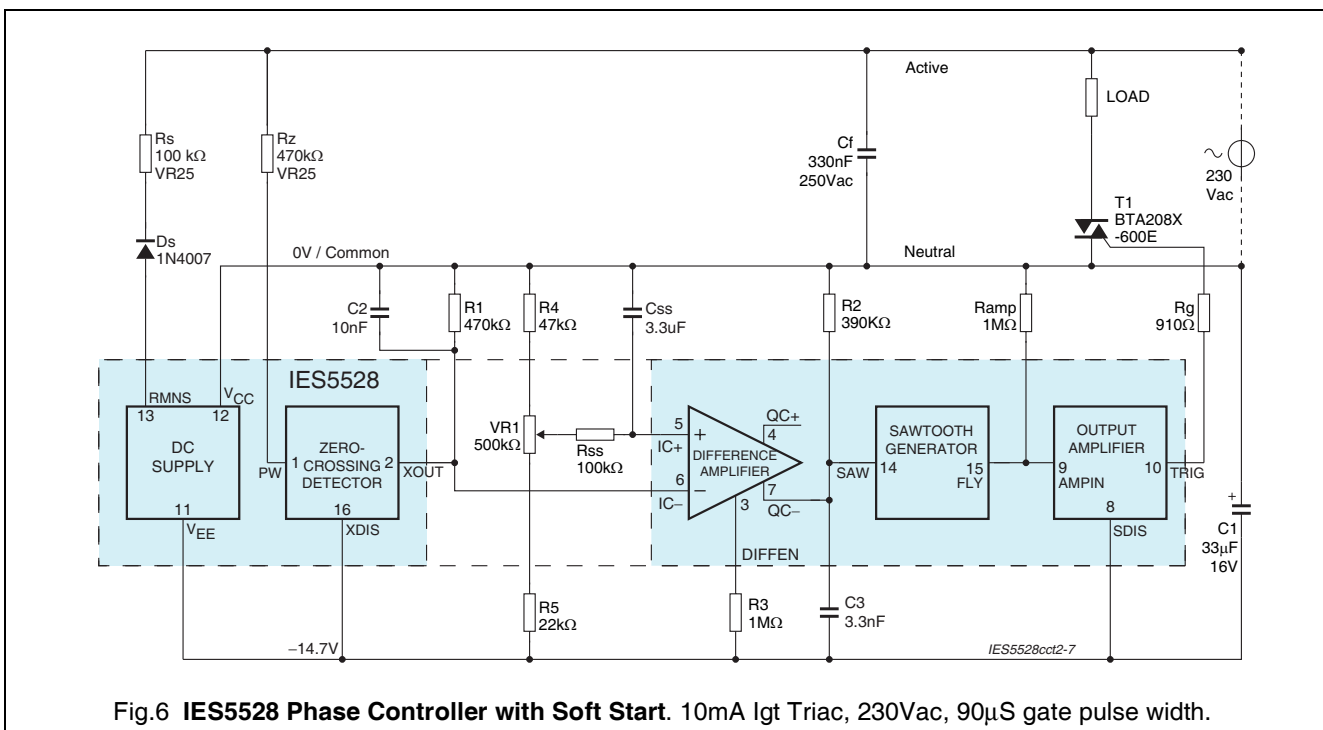 Active
LOAD
Rs
100 kΩ
VR25
Rz
470kΩ
VR25
Cf
330nF
250Vac
230
Vac
T1
BTA208X
-600E
Ds
1N4007
0V / Common
Neutral
C2
10nF
R1
470kΩ
R4
47kΩ
Css
3.3uF
R2
390KΩ
Ramp
1MΩ
Rg
910Ω
IES5528
RMNS
13
VCC
12
DC
SUPPLY
11
VEE
PW
1
ZERO-
CROSSING
DETECTOR
2
XOUT
16
XDIS
VR1
500kΩ
Rss
100kΩ
5
IC+
6
IC−
+
−
DIFFERENCE
AMPLIFIER
QC+
4
7
QC−
3
DIFFEN
SAW
14
SAWTOOTH
GENERATOR
15
FLY
OUTPUT
AMPLIFIER
9
AMPIN
10
TRIG
8
SDIS
+
C1
33µF
16V
R5
22kΩ
R3
1MΩ
C3
3.3nF
−14.7V
IES5528cct2-7
Fig.6 IES5528 Phase Controller with Soft Start. 10mA Igt Triac, 230Vac, 90µS gate pulse width.